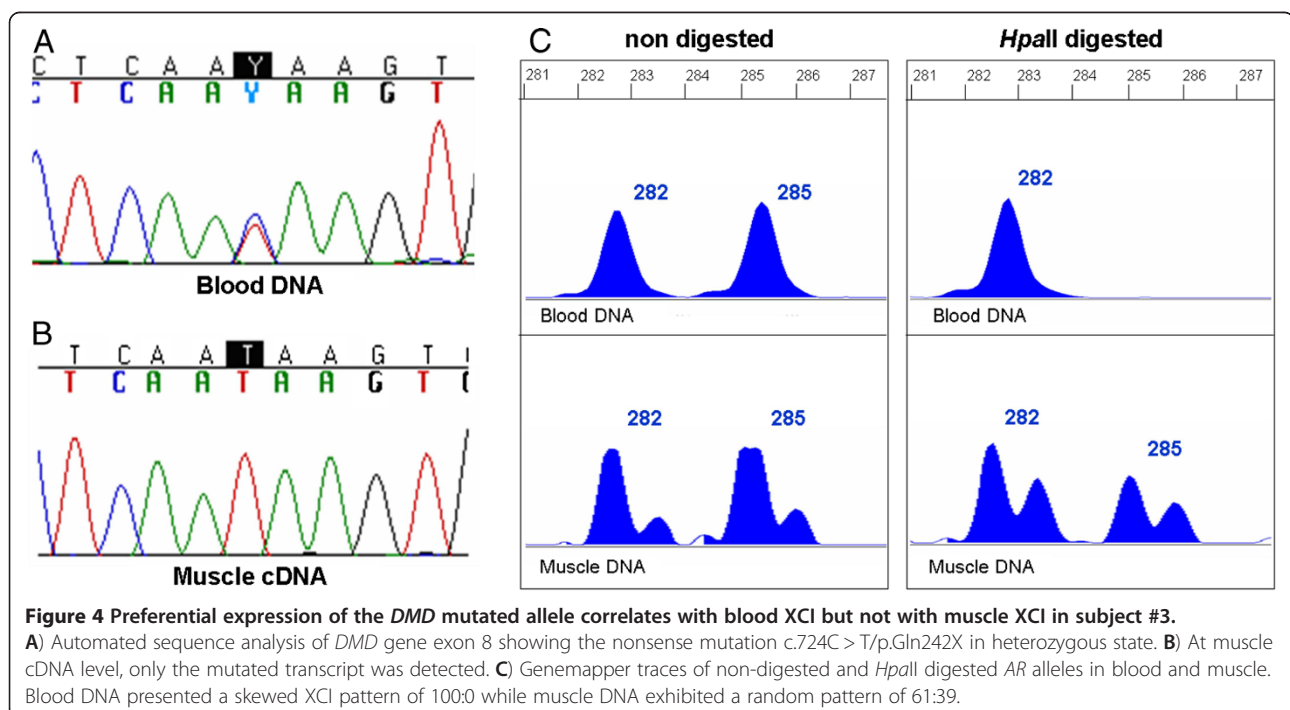 A
C T C A A Y A A G T
C T C A A Y A A G T
Blood DNA
B
T C A A T A A G T
T C A A T A A G T
Muscle cDNA
C non digested HpaII digested
281 282 283 284 285 286 287
281 282 283 284 285 286 287
282 285
Blood DNA
282
Blood DNA
282 285
Muscle DNA
282 285
Muscle DNA
Figure 4 Preferential expression of the DMD mutated allele correlates with blood XCI but not with muscle XCI in subject #3.
A) Automated sequence analysis of DMD gene exon 8 showing the nonsense mutation c.724C > T/p.Gln242X in heterozygous state. B) At muscle
cDNA level, only the mutated transcript was detected. C) Genemapper traces of non-digested and HpaII digested AR alleles in blood and muscle.
Blood DNA presented a skewed XCI pattern of 100:0 while muscle DNA exhibited a random pattern of 61:39.